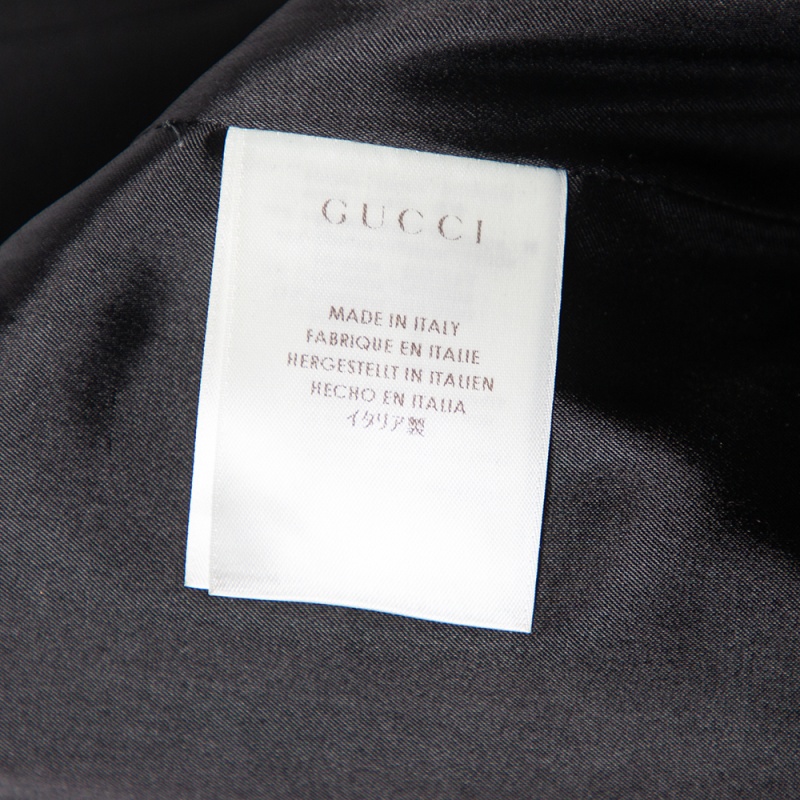 GUCCI
MADE IN ITALY
FABRIQUE EN ITALIE
HERGESTELLT IN ITALIEN
HECHO EN ITALIA
イタリア製